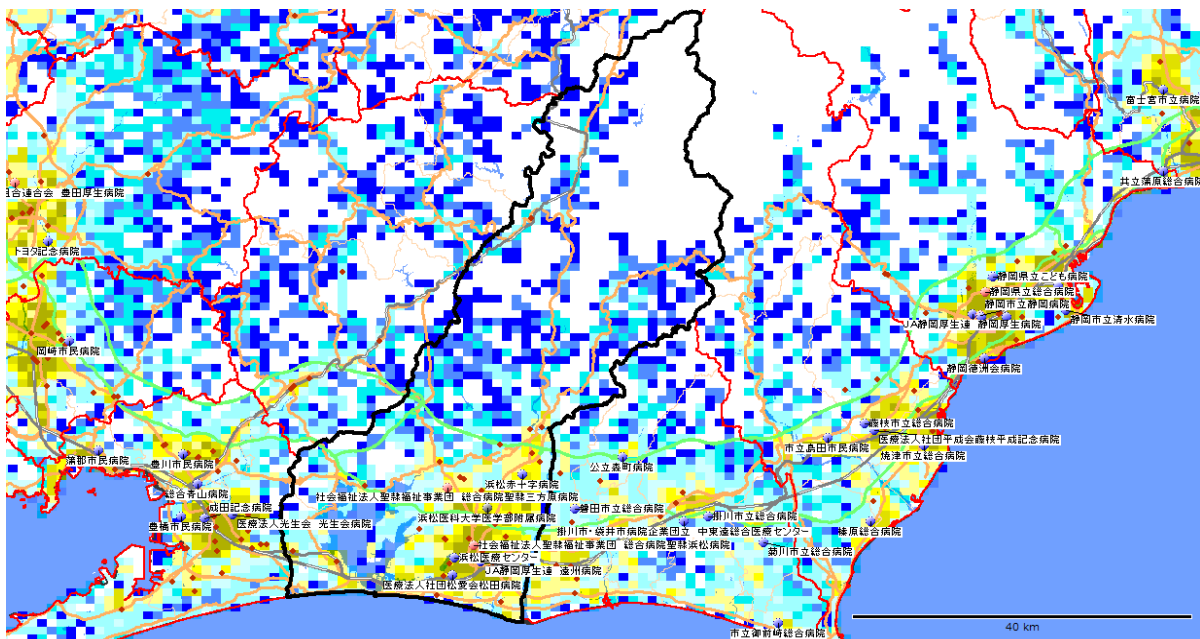 富士宮市立病院
共立蒲原総合病院
組合連合会 豊田厚生病院
トヨタ記念病院
静岡県立こども病院
静岡県立総合病院
静岡市立静岡病院
JA静岡厚生連 静岡厚生病院
静岡市立清水病院
岡崎市民病院
静岡徳洲会病院
藤枝市立総合病院
医療法人社団平成会藤枝平成記念病院
市立島田市民病院
焼津市立総合病院
蒲郡市民病院
豊川市民病院
公立森町病院
浜松赤十字病院
総合青山病院
社会福祉法人聖隷福祉事業団 総合病院聖隷三方原病院
成田記念病院
磐田市立総合病院
浜松医科大学医学部附属病院
掛川市立総合病院
豊橋市民病院
医療法人光生会 光生会病院
掛川市・袋井市病院企業団立 中東遠総合医療センター
榛原総合病院
社会福祉法人聖隷福祉事業団 総合病院聖隷浜松病院
菊川市立総合病院
浜松医療センター
JA静岡厚生連 遠州病院
医療法人社団松愛会松田病院
市立御前崎総合病院
40 km